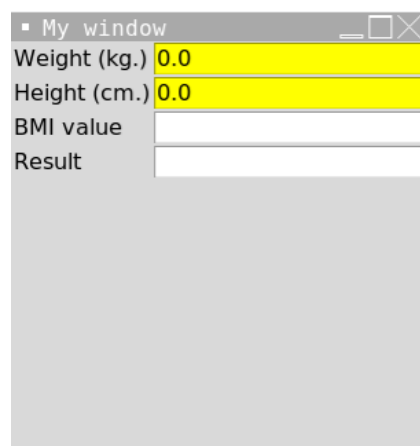 My window
Weight (kg.) 0.0
Height (cm.) 0.0
BMI value
Result